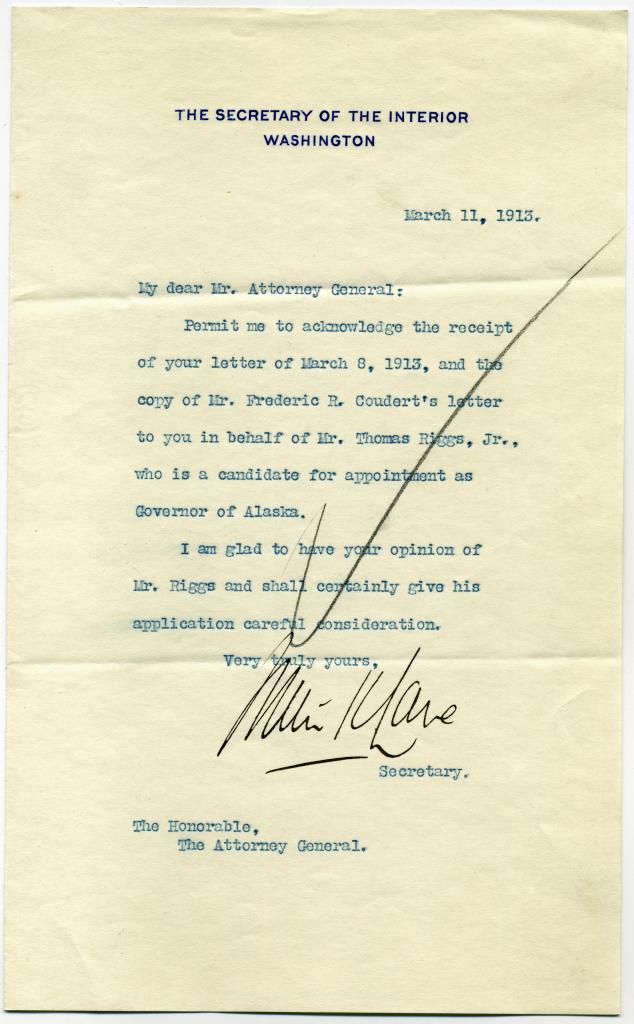 THE SECRETARY OF THE INTERIOR
WASHINGTON
March 11, 1913.
My dear Mr. Attorney General:
Permit me to acknowledge the receipt
of your letter of March 8, 1913, and the
copy of Mr. Frederic R. Coudert's letter
to you in behalf of Mr. Thomas Riggs, Jr.,
who is a candidate for appointment as
Governor of Alaska.
I am glad to have your opinion of
Mr. Riggs and shall certainly give his
application careful consideration.
Very truly yours,
Franklin K Lane
Secretary.
The Honorable,
The Attorney General.